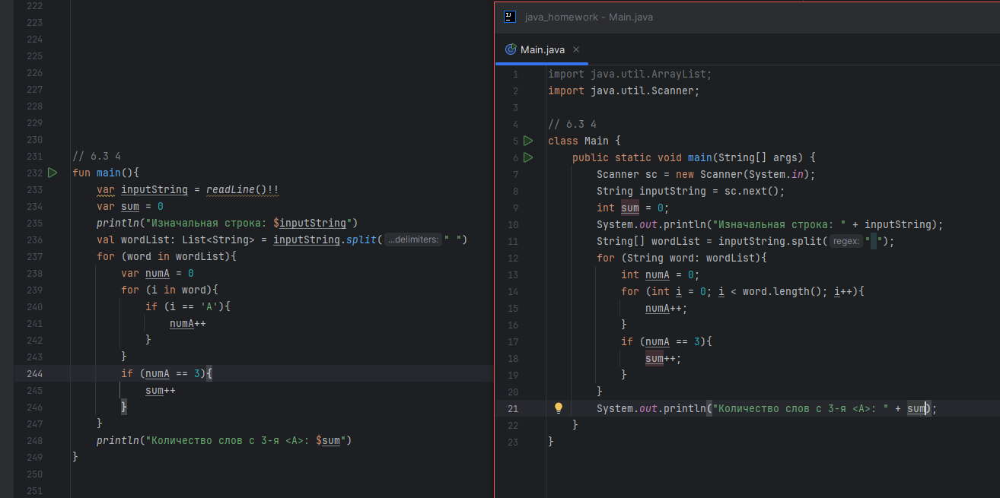 222
223
224
225
226
227
228
229
230
231 // 6.3 4
232 fun main(){
233 var inputString = readLine()!!
234 var sum = 0
235 println("Изначальная строка: $inputString")
236 val wordList: List<String> = inputString.split( ...delimiters: " ")
237 for (word in wordList){
238 var numA = 0
239 for (i in word){
240 if (i == 'А'){
241 numA++
242 }
243 }
244 if (numA == 3){
245 sum++
246 }
247 }
248 println("Количество слов с 3-я <А>: $sum")
249 }
250
251
java_homework - Main.java
Main.java ×
1 import java.util.ArrayList;
2 import java.util.Scanner;
3
4 // 6.3 4
5 class Main {
6 public static void main(String[] args) {
7 Scanner sc = new Scanner(System.in);
8 String inputString = sc.next();
9 int sum = 0;
10 System.out.println("Изначальная строка: " + inputString);
11 String[] wordList = inputString.split( regex: " ");
12 for (String word: wordList){
13 int numA = 0;
14 for (int i = 0; i < word.length(); i++){
15 numA++;
16 }
17 if (numA == 3){
18 sum++;
19 }
20 }
21 System.out.println("Количество слов с 3-я <А>: " + sum);
22 }
23 }